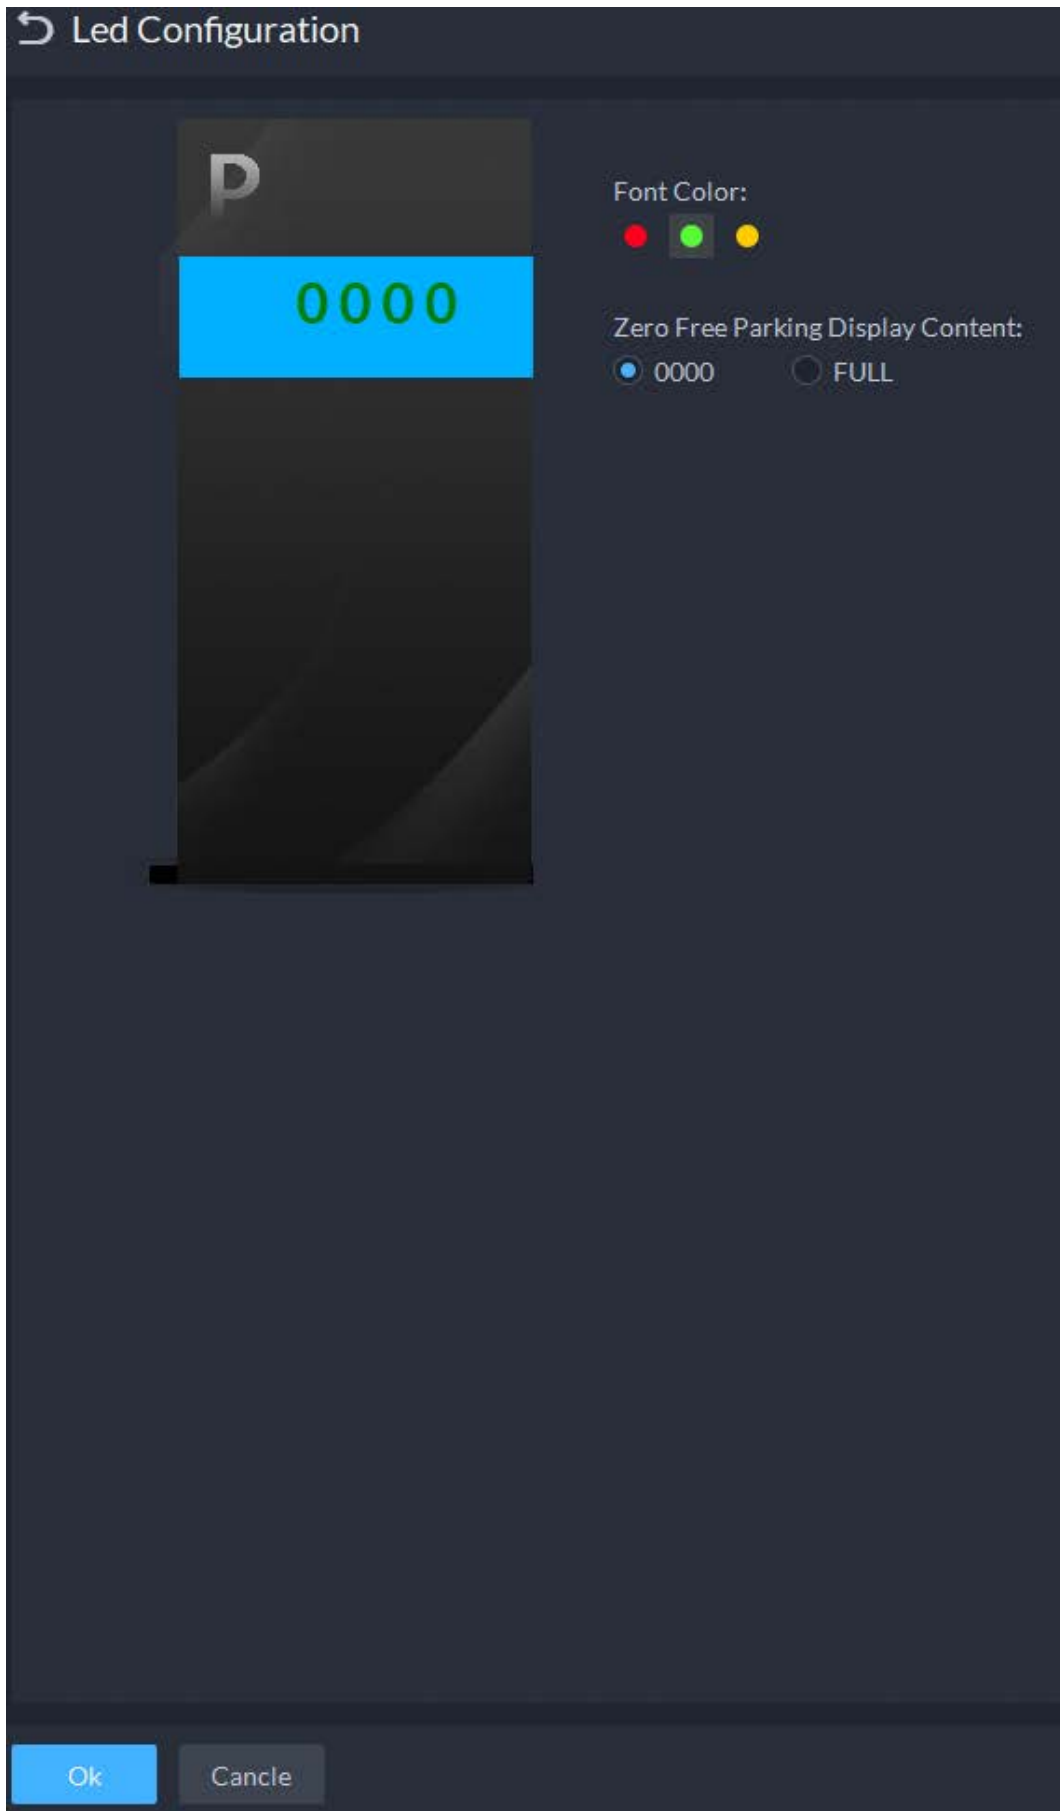 Led Configuration
P
0000
Font Color:
Zero Free Parking Display Content:
0000 FULL
Ok Cancle